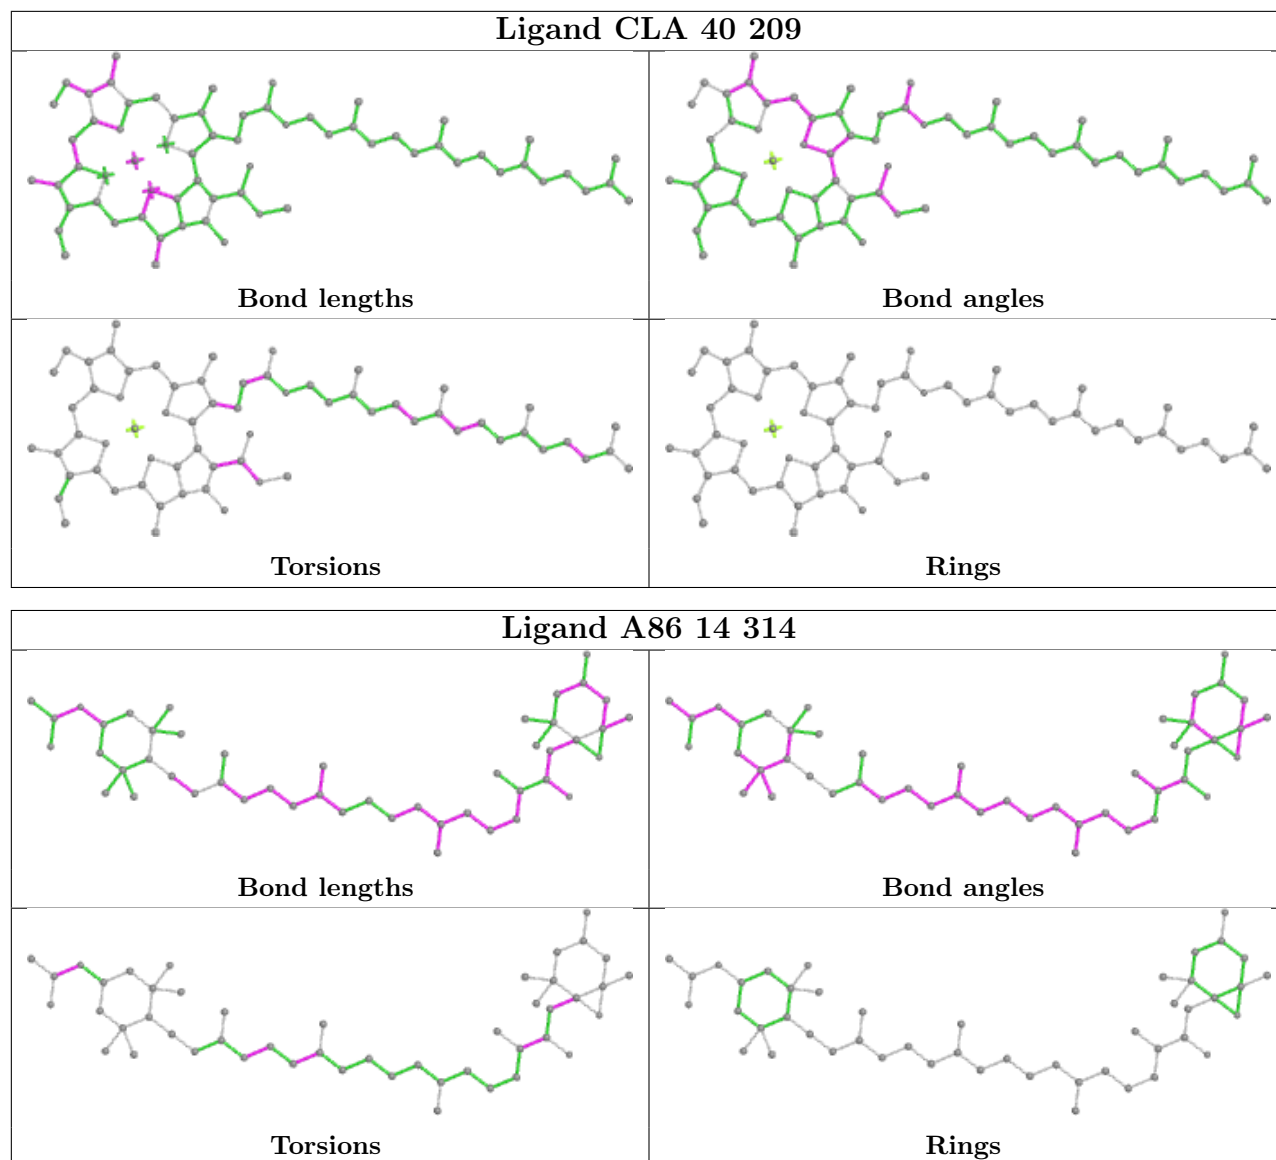 Ligand CLA 40 209
Bond lengths
Bond angles
Torsions
Rings
Ligand A86 14 314
Bond lengths
Bond angles
Torsions
Rings